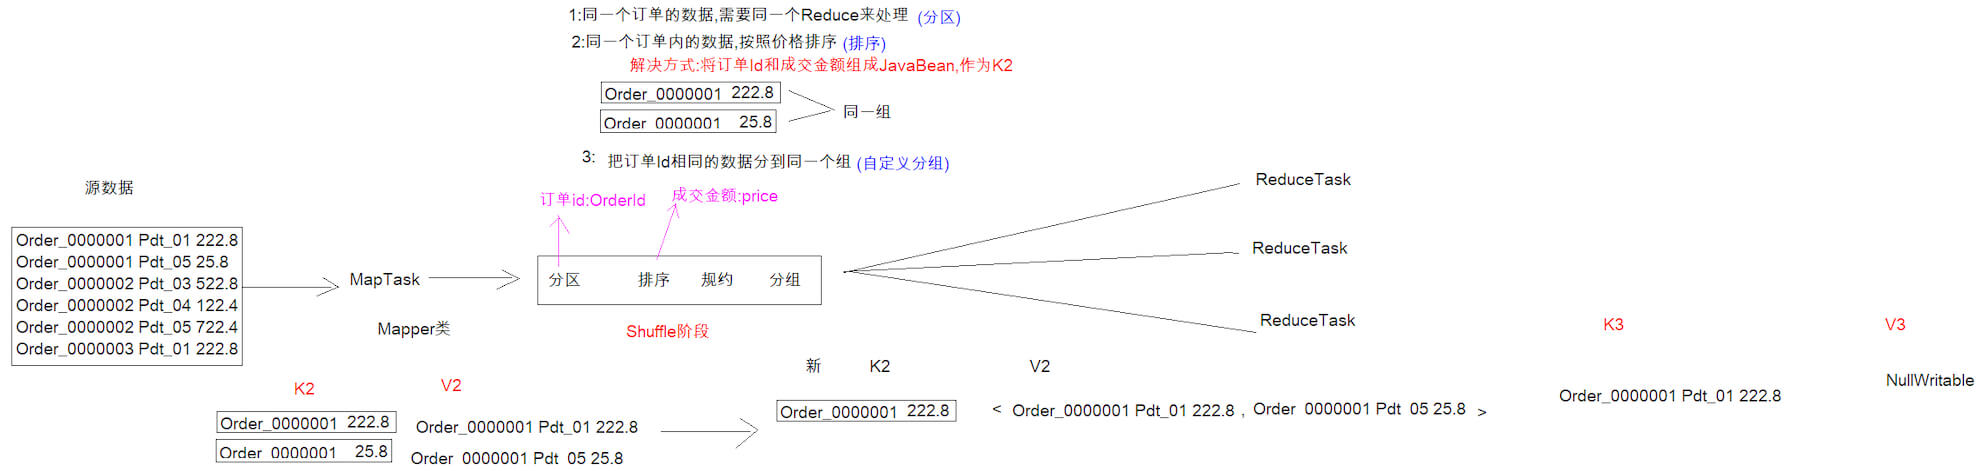 1:同一个订单的数据,需要同一个Reduce来处理 (分区)
2:同一个订单内的数据,按照价格排序 (排序)
解决方式:将订单Id和成交金额组成JavaBean,作为K2
Order_0000001 222.8
Order_0000001 25.8
同一组
3: 把订单Id相同的数据分到同一个组 (自定义分组)
源数据
订单id:OrderId
成交金额:price
ReduceTask
Order_0000001 Pdt_01 222.8
Order_0000001 Pdt_05 25.8
Order_0000002 Pdt_03 522.8
Order_0000002 Pdt_04 122.4
Order_0000002 Pdt_05 722.4
Order_0000003 Pdt_01 222.8
MapTask
Mapper类
分区 排序 规约 分组
Shuffle阶段
ReduceTask
ReduceTask
K2 V2
Order_0000001 222.8 Order_0000001 Pdt_01 222.8
Order_0000001 25.8 Order_0000001 Pdt_05 25.8
新 K2 V2
Order_0000001 222.8 < Order_0000001 Pdt_01 222.8 , Order_0000001 Pdt_05 25.8 >
K3 V3
Order_0000001 Pdt_01 222.8 NullWritable